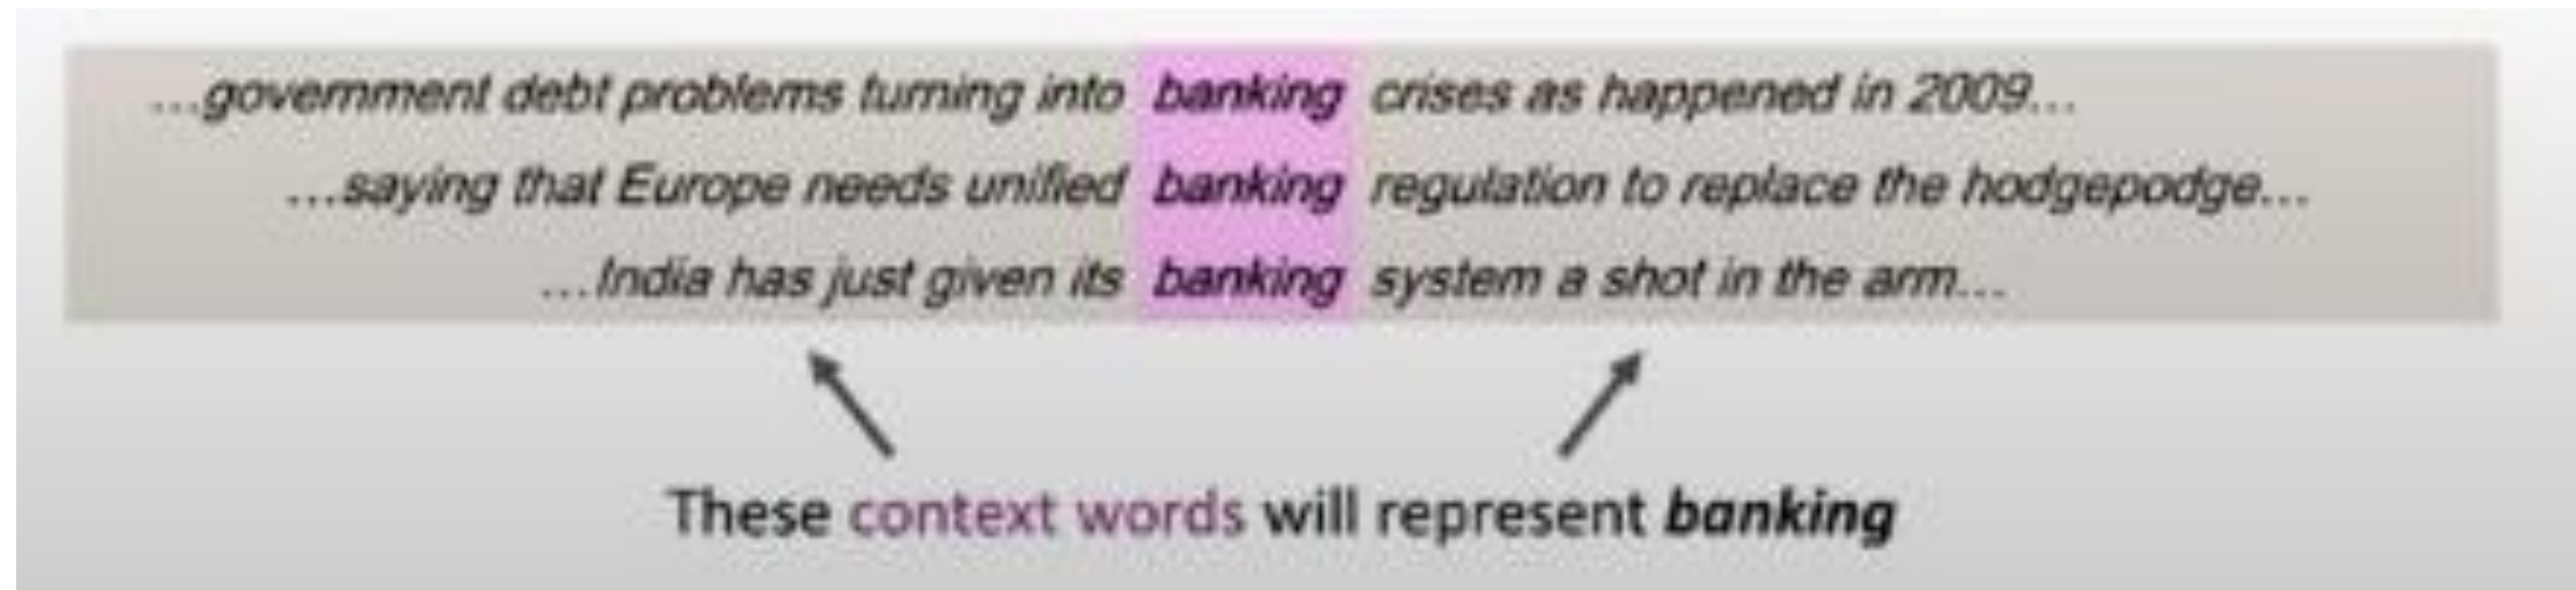 ...government debt problems turning into banking crises as happened in 2009...
...saying that Europe needs unified banking regulation to replace the hodgepodge...
...India has just given its banking system a shot in the arm...
These context words will represent banking